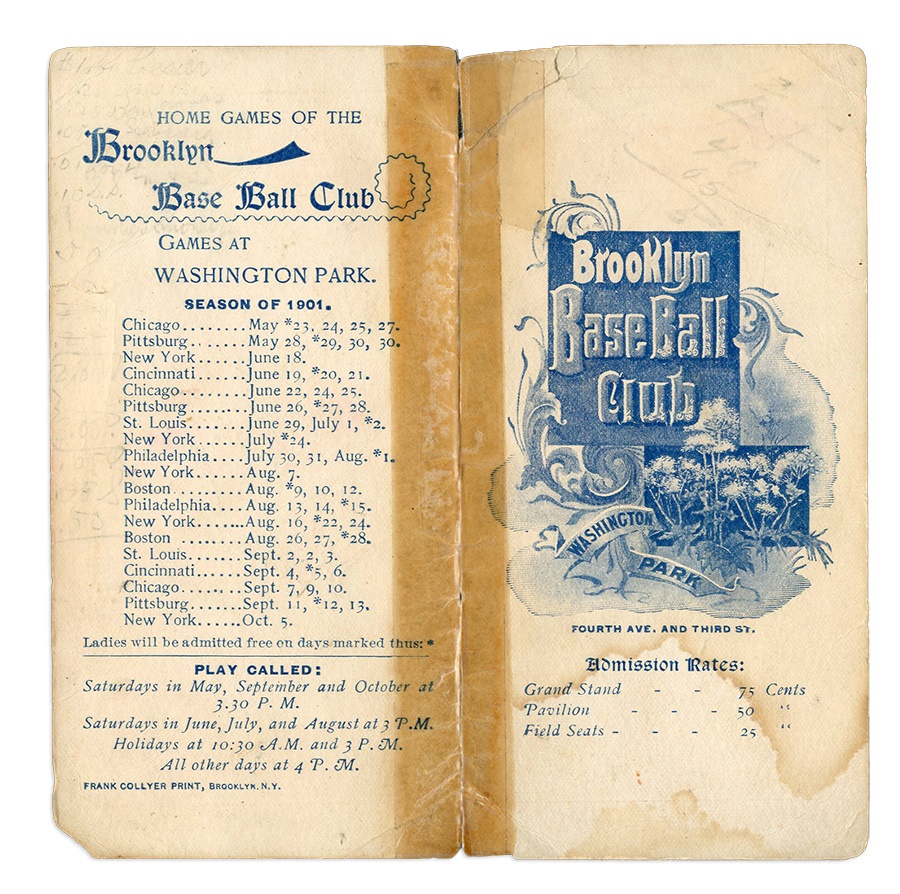 HOME GAMES OF THE
Brooklyn
Base Ball Club
GAMES AT
WASHINGTON PARK.
SEASON OF 1901.
Chicago........May *23, 24, 25, 27.
Pittsburg........May 28, *29, 30, 30.
New York......June 18.
Cincinnati......June 19, *20, 21.
Chicago........June 22, 24, 25.
Pittsburg.......June 26, *27, 28.
St. Louis.......June 29, July 1, *2.
New York......July *24.
Philadelphia....July 30, 31, Aug. *1.
New York......Aug. 7.
Boston.........Aug. *9, 10, 12.
Philadelphia....Aug. 13, 14, *15.
New York.......Aug. 16, *22, 24.
Boston ........Aug. 26, 27, *28.
St. Louis.......Sept. 2, 2, 3.
Cincinnati......Sept. 4, *5, 6.
Chicago........Sept. 7, 9, 10.
Pittsburg.......Sept. 11, *12, 13.
New York......Oct. 5.
Ladies will be admitted free on days marked thus: *
PLAY CALLED:
Saturdays in May, September and October at
3.30 P. M.
Saturdays in June, July, and August at 3 P.M.
Holidays at 10:30 A.M. and 3 P.M.
All other days at 4 P. M.
FRANK COLLYER PRINT, BROOKLYN, N.Y.
Brooklyn
Base Ball
Club
WASHINGTON
PARK
FOURTH AVE. AND THIRD ST.
Admission Rates:
Grand Stand - - 75 Cents
Pavilion - - - 50 "
Field Seats - - - 25 "